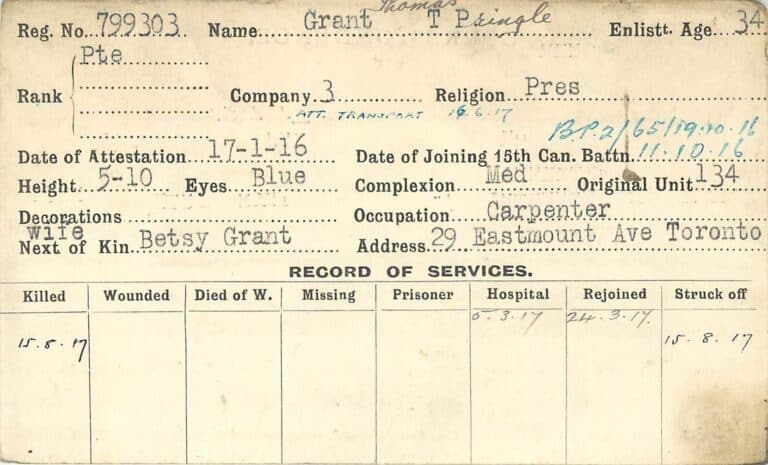 Thomas
Reg. No. 799303 Name Grant T Pringle Enlistt. Age 34
Pte
Rank Company 3 Religion Pres
ATT. TRANSPORT 16.6.17
B.P.2/65/19.10.16
Date of Attestation 17-1-16 Date of Joining 15th Can. Battn. 11.10.16
Height 5-10 Eyes Blue Complexion Med Original Unit 134
Decorations Occupation Carpenter
wife
Next of Kin Betsy Grant Address 29 Eastmount Ave Toronto
RECORD OF SERVICES.
Killed Wounded Died of W. Missing Prisoner Hospital Rejoined Struck off
5.3.17 24.3.17.
15.8.17 15.8.17